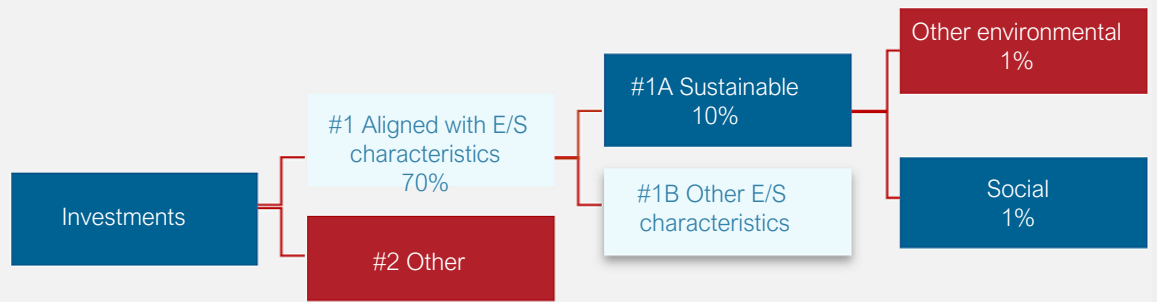 Investments
#1 Aligned with E/S
characteristics
70%
#2 Other
#1A Sustainable
10%
#1B Other E/S
characteristics
Other environmental
1%
Social
1%